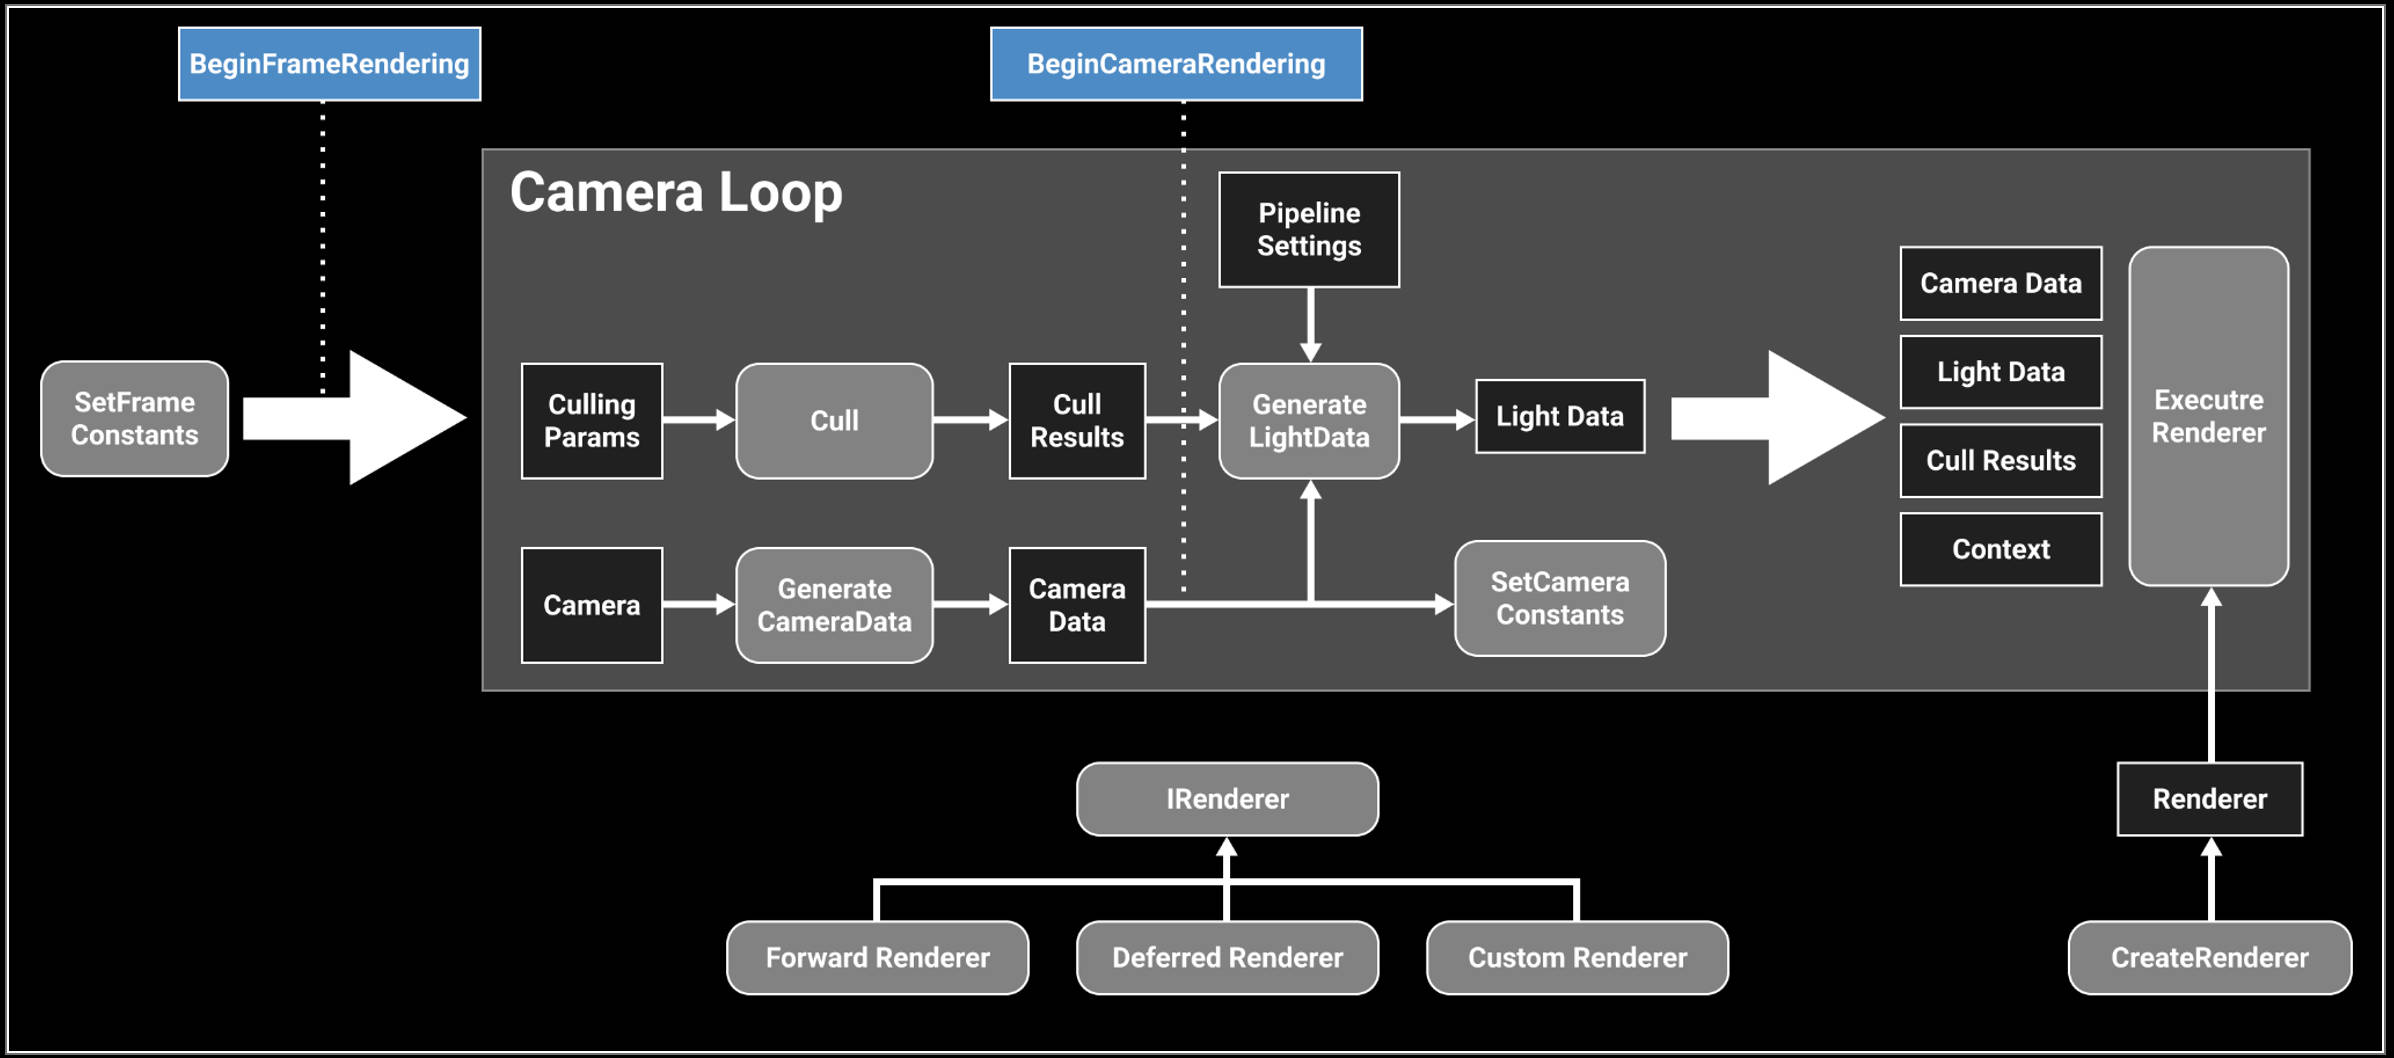 BeginFrameRendering
BeginCameraRendering
Camera Loop
Pipeline
Settings
SetFrame
Constants
Culling
Params
Cull
Cull
Results
Generate
LightData
Light Data
Camera
Generate
CameraData
Camera
Data
SetCamera
Constants
Camera Data
Light Data
Cull Results
Context
Executre
Renderer
IRenderer
Forward Renderer
Deferred Renderer
Custom Renderer
Renderer
CreateRenderer